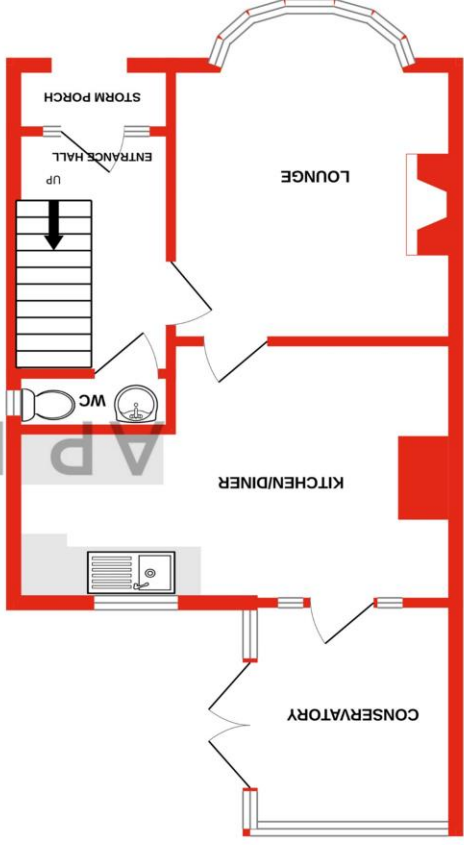 CONSERVATORY
KITCHEN/DINER
WC
UP
LOUNGE
ENTRANCE HALL
STORM PORCH